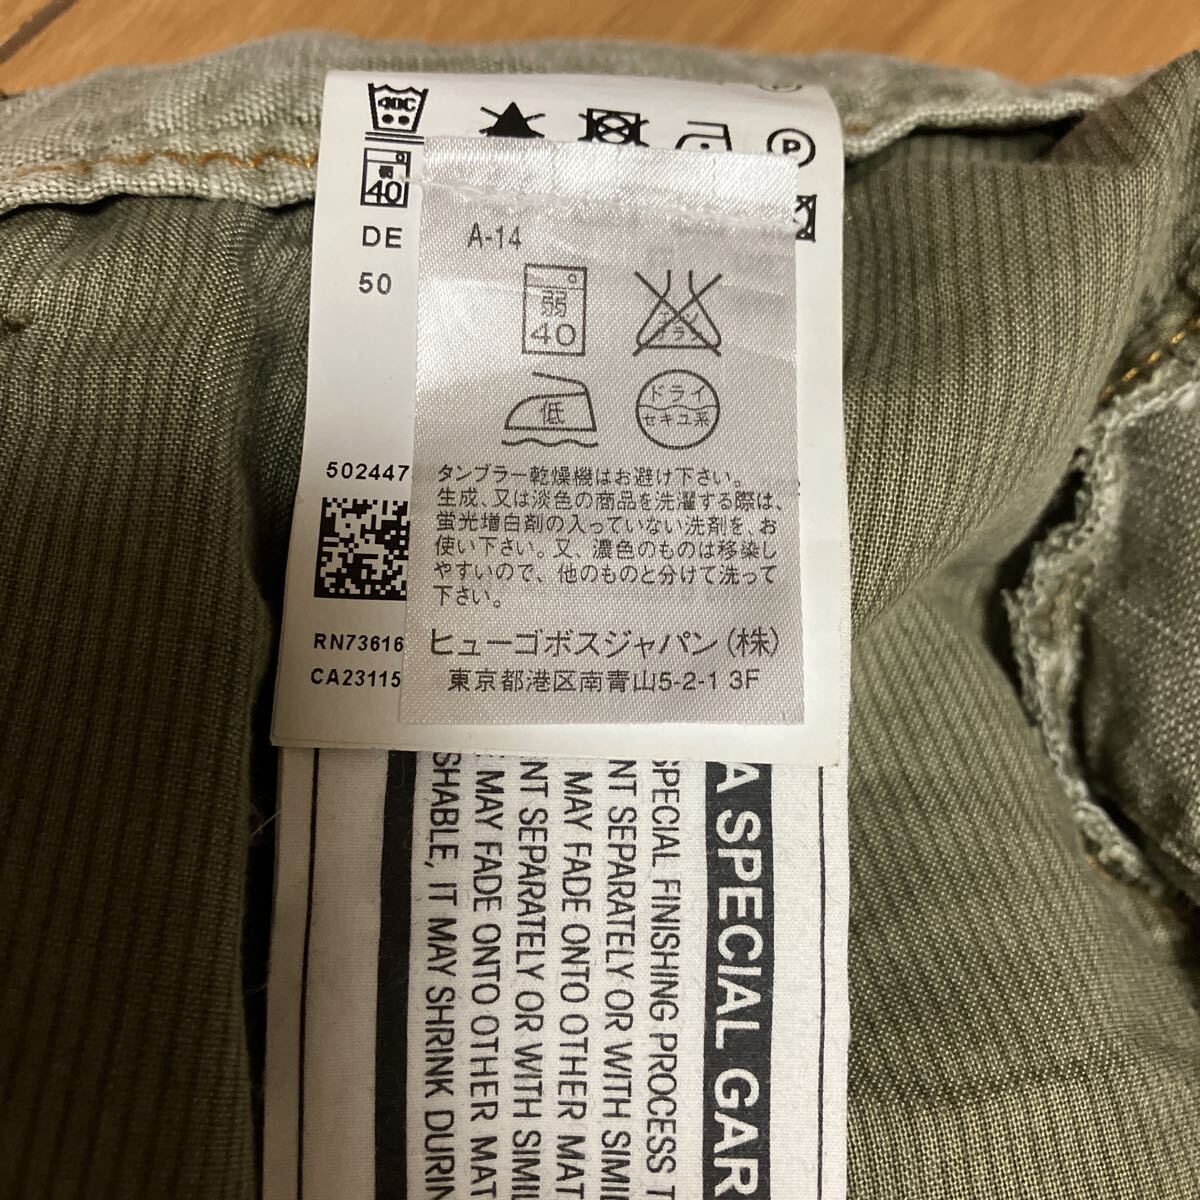 40C
P
弱
40
DE
50
A-14
弱
40
エンソ
ブラ
低
ドライ
セキユ系
502447
タンブラー乾燥機はお避け下さい。
生成、又は淡色の商品を洗濯する際は、
蛍光増白剤の入っていない洗剤を、お
使い下さい。又、濃色のものは移染し
やすいので、他のものと分けて洗って
下さい。
RN73616
CA23115
ヒューゴボスジャパン(株)
東京都港区南青山5-2-1 3F
A SPECIAL GAR
SPECIAL FINISHING PROCESS T
NT SEPARATELY OR WITH SIMIL
MAY FADE ONTO OTHER MAT
NT SEPARATELY OR WITH SIMIL
MAY FADE ONTO OTHER MAT
SHABLE, IT MAY SHRINK DURIN